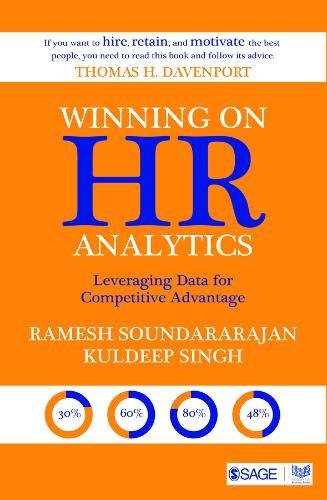 If you want to hire, retain, and motivate the best
people, you need to read this book and follow its advice.
THOMAS H. DAVENPORT
WINNING ON
HR
ANALYTICS
Leveraging Data for
Competitive Advantage
RAMESH SOUNDARARAJAN
KULDEEP SINGH
30% 60% 80% 48%
SAGE